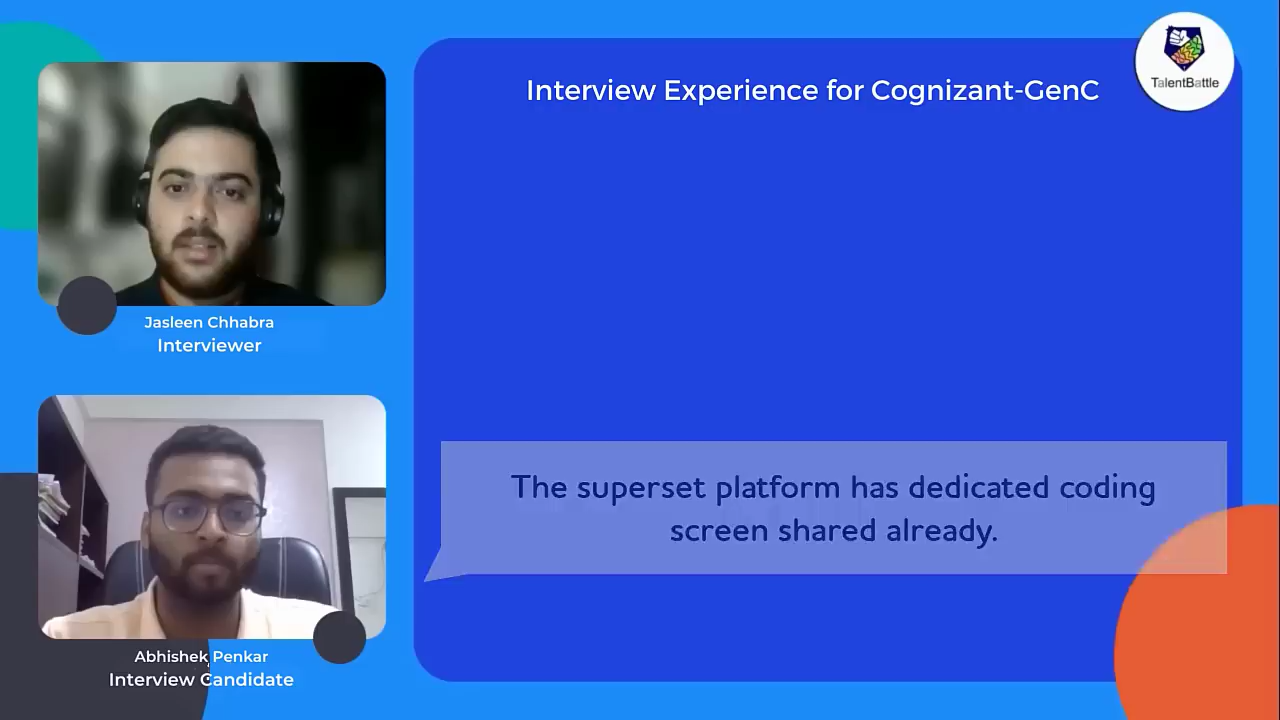 Interview Experience for Cognizant-GenC
TalentBattle
Jasleen Chhabra
Interviewer
The superset platform has dedicated coding
screen shared already.
Abhishek Penkar
Interview Candidate